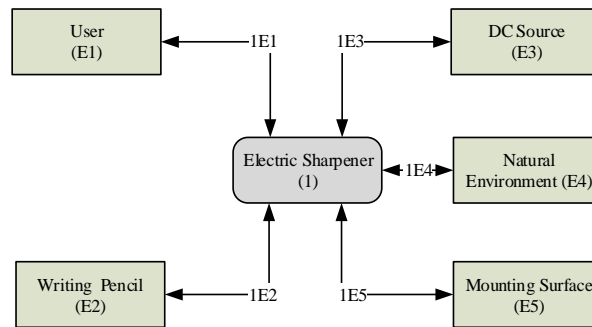 User
(E1)
1E1
1E3
DC Source
(E3)
Electric Sharpener
(1)
1E4
Natural
Environment (E4)
Writing Pencil
(E2)
1E2
1E5
Mounting Surface
(E5)